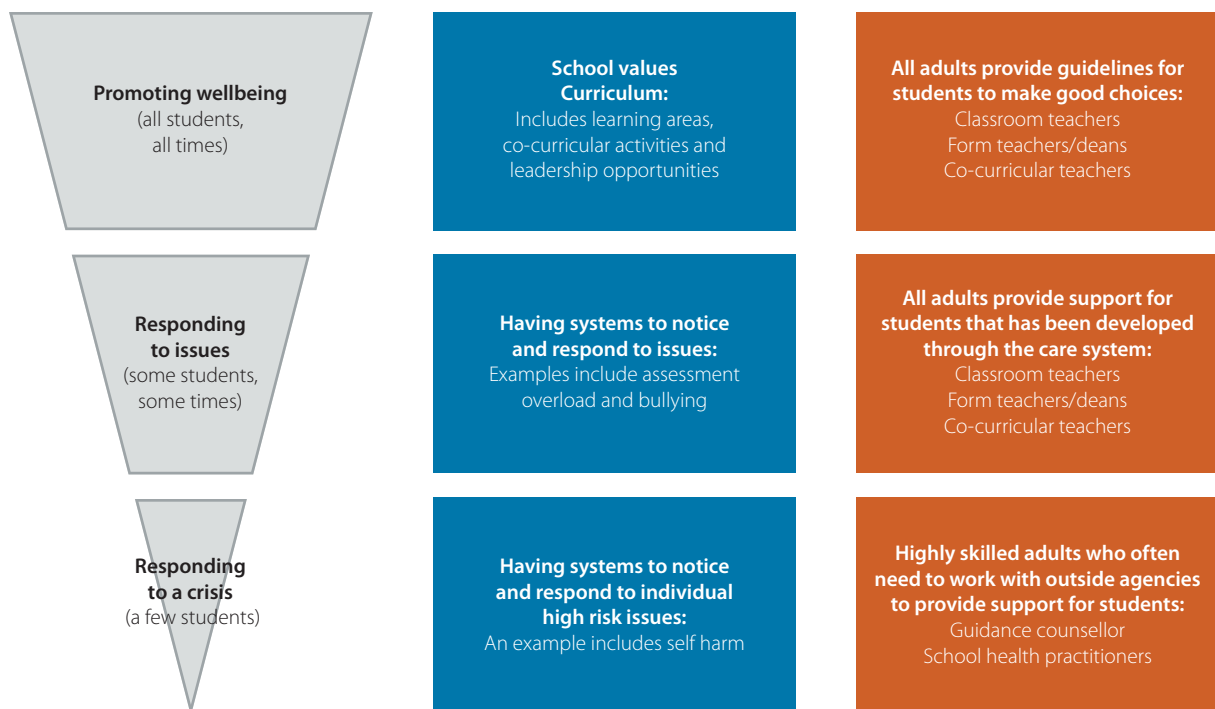 Promoting wellbeing
(all students,
all times)
School values
Curriculum:
Includes learning areas,
co-curricular activities and
leadership opportunities
All adults provide guidelines for
students to make good choices:
Classroom teachers
Form teachers/deans
Co-curricular teachers
Responding
to issues
(some students,
some times)
Having systems to notice
and respond to issues:
Examples include assessment
overload and bullying
All adults provide support for
students that has been developed
through the care system:
Classroom teachers
Form teachers/deans
Co-curricular teachers
Responding
to a crisis
(a few students)
Having systems to notice
and respond to individual
high risk issues:
An example includes self harm
Highly skilled adults who often
need to work with outside agencies
to provide support for students:
Guidance counsellor
School health practitioners